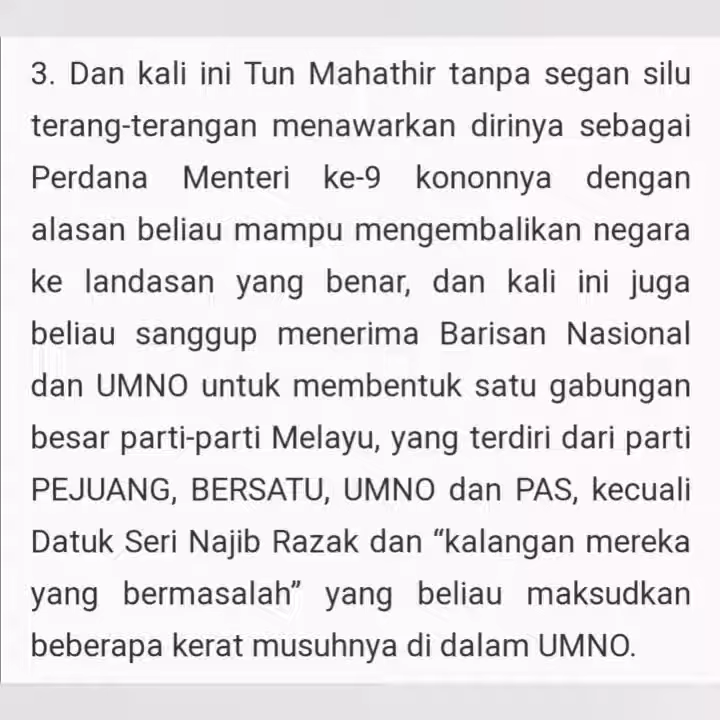 3. Dan kali ini Tun Mahathir tanpa segan silu
terang-terangan menawarkan dirinya sebagai
Perdana Menteri ke-9 kononnya dengan
alasan beliau mampu mengembalikan negara
ke landasan yang benar, dan kali ini juga
beliau sanggup menerima Barisan Nasional
dan UMNO untuk membentuk satu gabungan
besar parti-parti Melayu, yang terdiri dari parti
PEJUANG, BERSATU, UMNO dan PAS, kecuali
Datuk Seri Najib Razak dan “kalangan mereka
yang bermasalah” yang beliau maksudkan
beberapa kerat musuhnya di dalam UMNO.